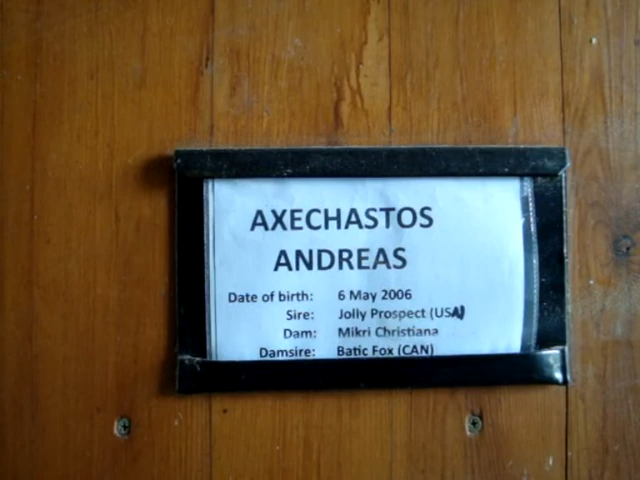 AXECHASTOS
ANDREAS
Date of birth: 6 May 2006
Sire: Jolly Prospect (USA)
Dam: Mikri Christiana
Damsire: Batic Fox (CAN)